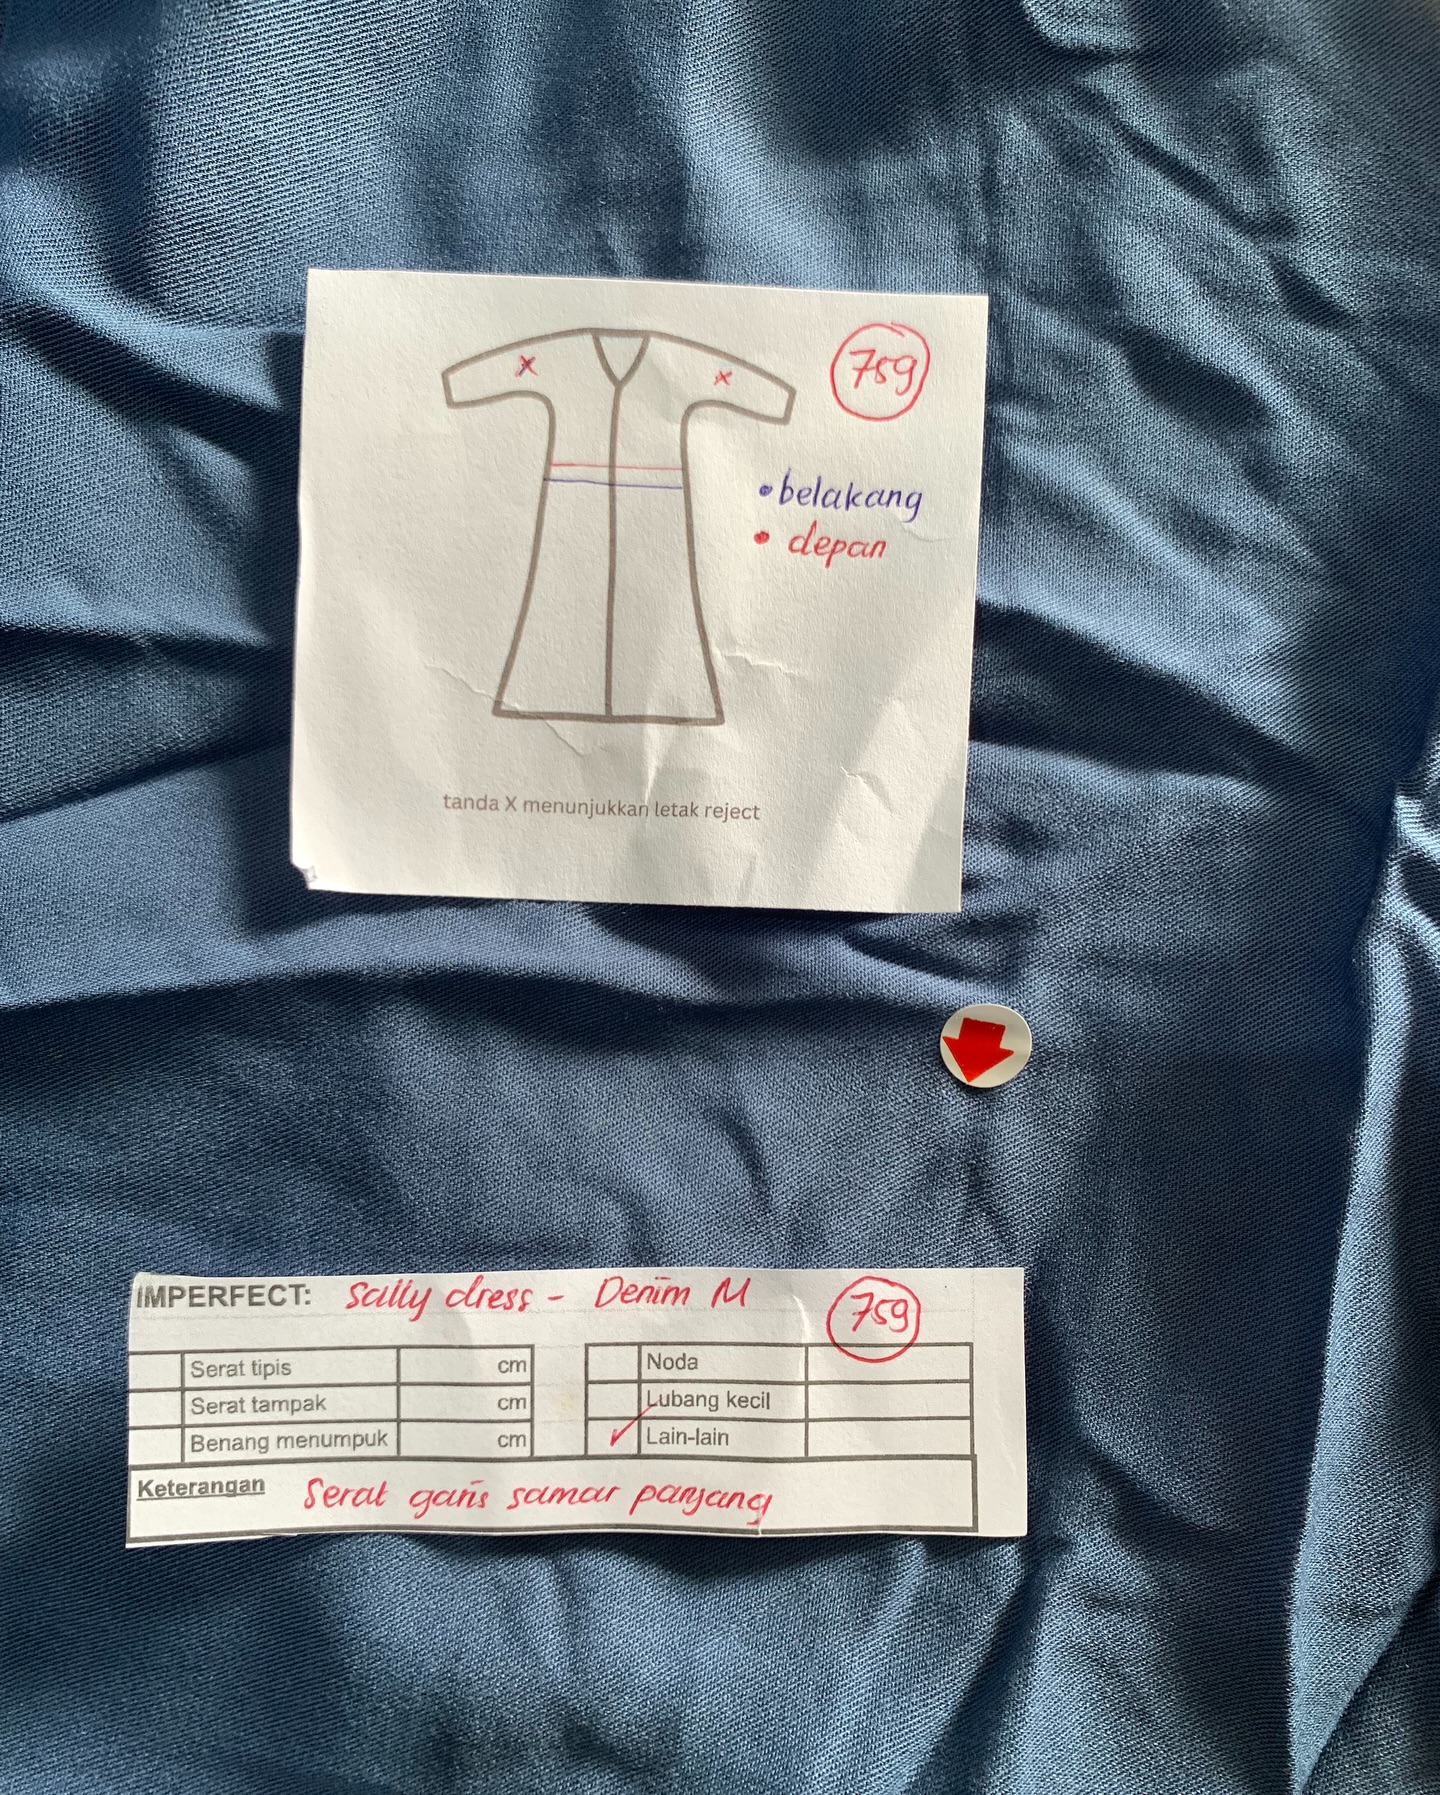 759
•belakang
• depan
tanda X menunjukkan letak reject
IMPERFECT: Sally dress - Denim M 759
Serat tipis cm Noda
Serat tampak cm Lubang kecil
Benang menumpuk cm ✓ Lain-lain
Keterangan Serat garis samar panjang